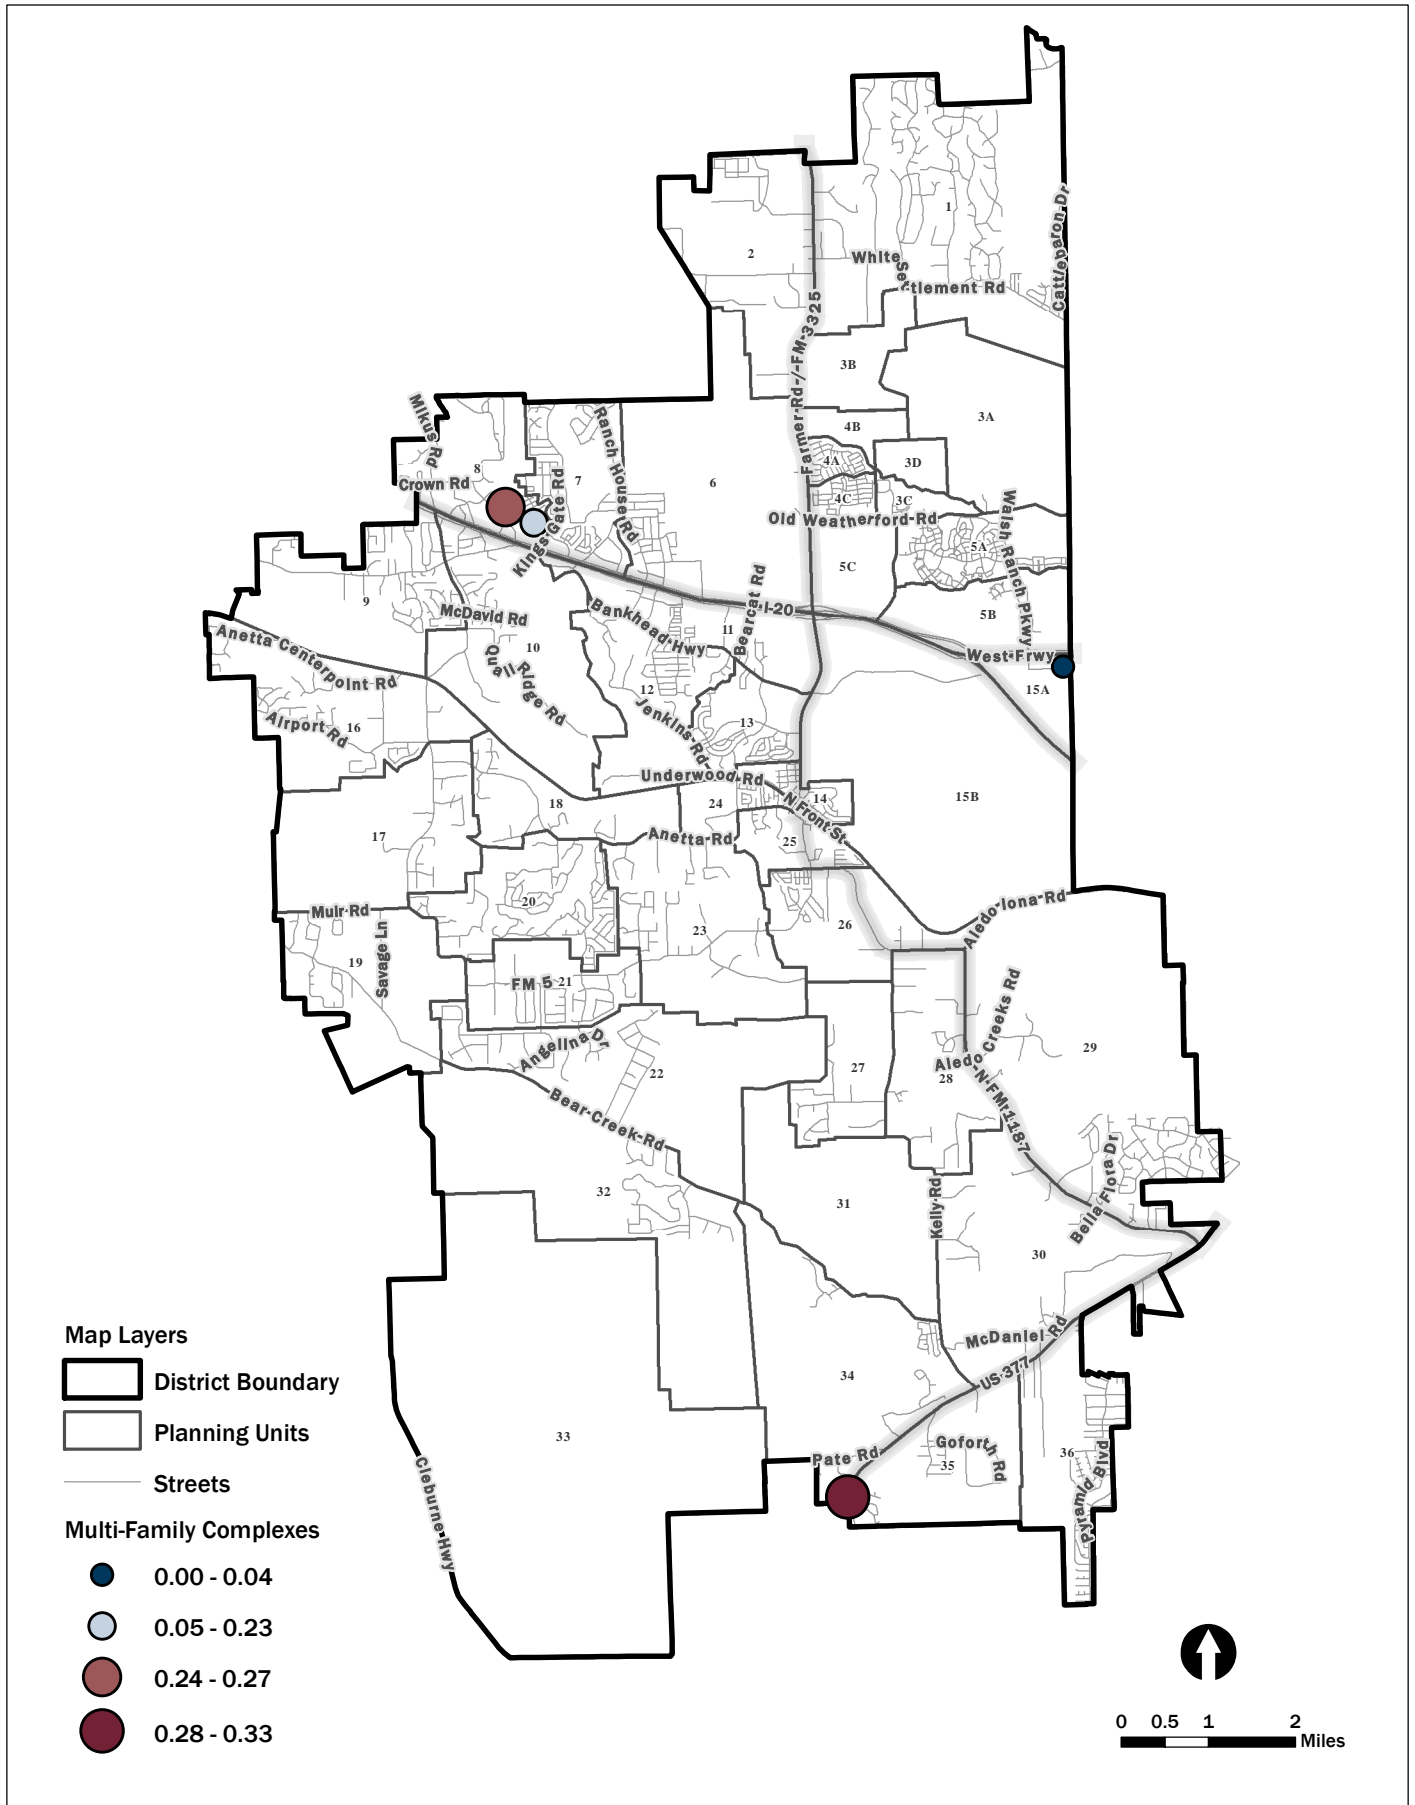 1
Cattlebaron Dr
2
White Settlement Rd
Farmer Rd / FM 3325
3B
3A
4B
Mikus Rd
Ranch House Rd
4A
3D
8
7
6
Crown Rd
Kings Gate Rd
4C
3C
Walsh Ranch Pkwy
Old Weatherford Rd
5A
5C
9
Bearcat Rd
McDavid Rd
Bankhead Hwy
I-20
5B
11
Anetta Centerpoint Rd
10
Quail Ridge Rd
West Frwy
12
15A
Airport Rd
16
Jenkins Rd
13
Underwood Rd
18
24
N Front St
14
15B
17
Anetta Rd
25
20
Muir Rd
Aledo Iona Rd
23
26
19
Savage Ln
FM 5
21
Aledo Creeks Rd
29
Angelina Dr
22
27
28
N FM 1187
Bear Creek Rd
Bella Flora Dr
32
31
Kelly Rd
30
McDaniel Rd
34
US 377
33
Pate Rd
Goforth Rd
35
36
Cleburne Hwy
Pyramid Blvd
Map Layers
District Boundary
Planning Units
Streets
Multi-Family Complexes
0.00 - 0.04
0.05 - 0.23
0.24 - 0.27
0.28 - 0.33
0 0.5 1 2
Miles